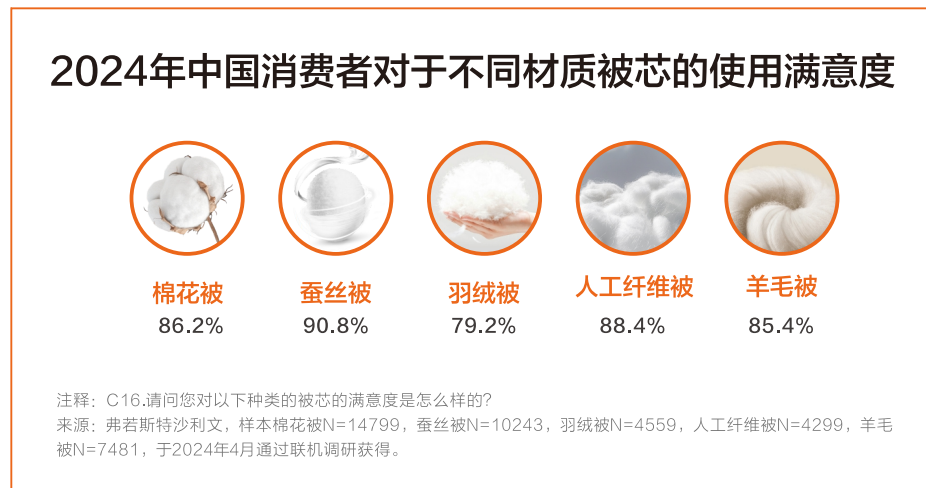 2024年中国消费者对于不同材质被芯的使用满意度
棉花被
蚕丝被
羽绒被
人工纤维被
羊毛被
86.2%
90.8%
79.2%
88.4%
85.4%
注释：C16.请问您对以下种类的被芯的满意度是怎么样的？
来源：弗若斯特沙利文，样本棉花被N=14799，蚕丝被N=10243，羽绒被N=4559，人工纤维被N=4299，羊毛
被N=7481，于2024年4月通过联机调研获得。